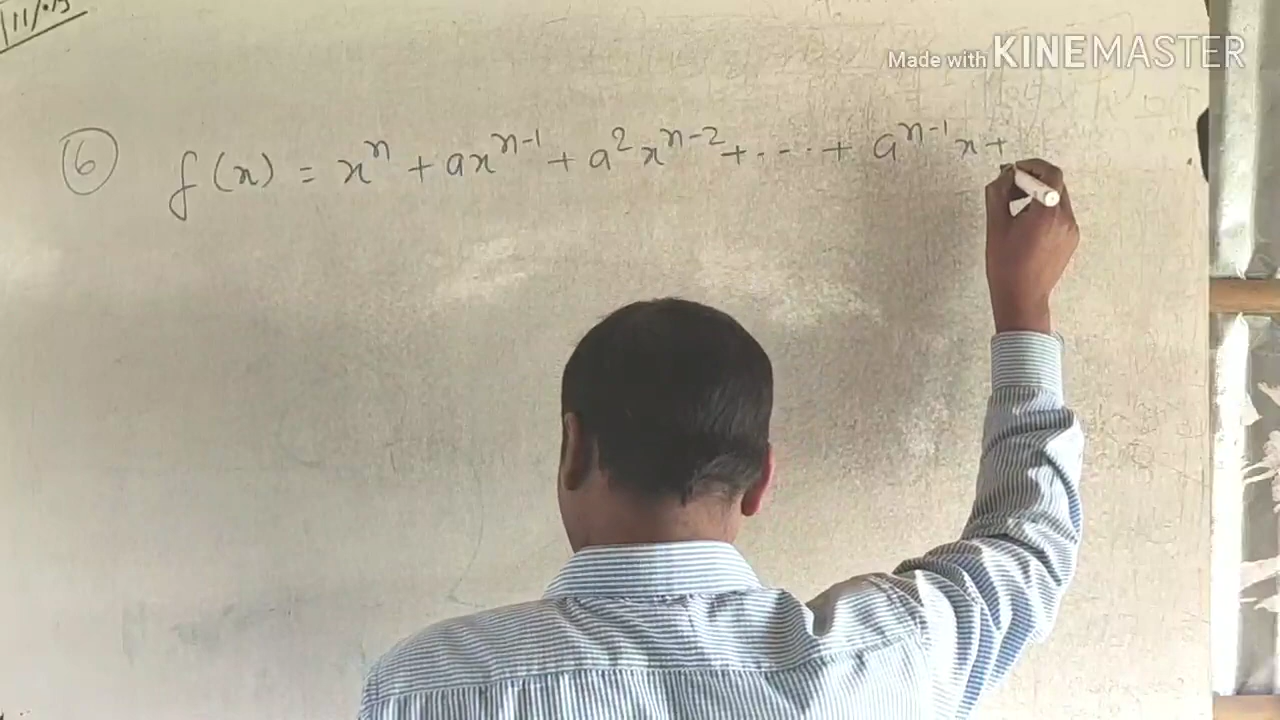 Made with KINEMASTER
⑥ f(x) = xⁿ + axⁿ⁻¹ + a²xⁿ⁻² + ---- + aⁿ⁻¹x +